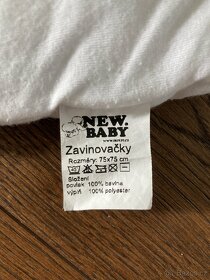 NEW.
BABY
Zavinovačky
Rozměry: 75x75 cm
Složení
povlak 100% bavlna
výplň 100% polyester